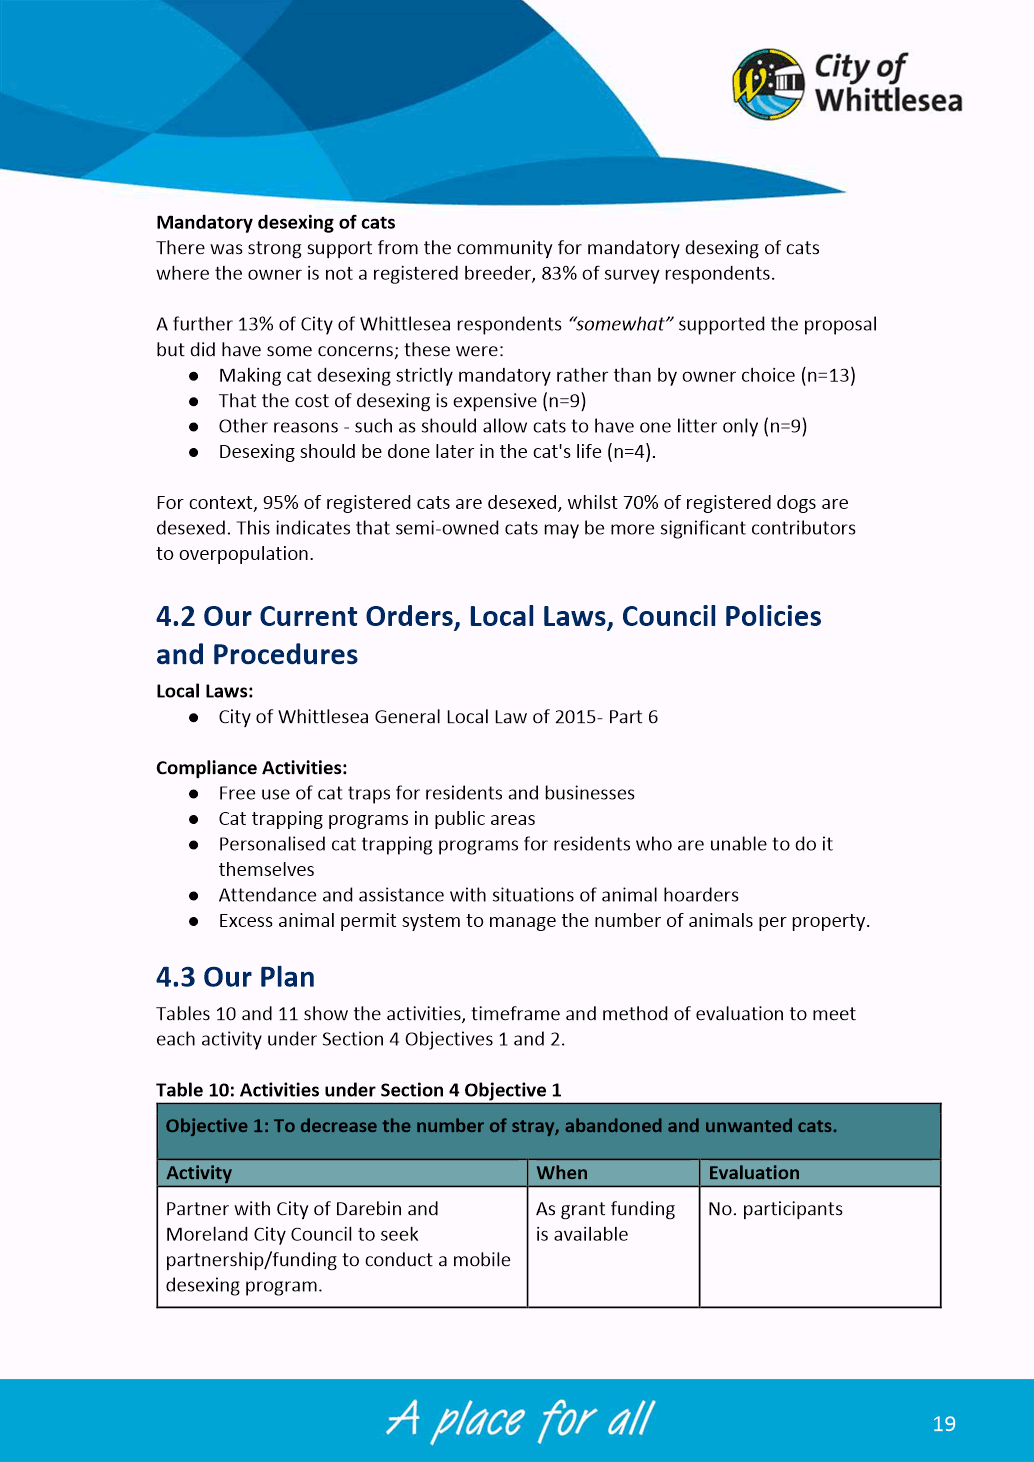 City of
Whittlesea
Mandatory desexing of cats
There was strong support from the community for mandatory desexing of cats
where the owner is not a registered breeder, 83% of survey respondents.
A further 13% of City of Whittlesea respondents “somewhat” supported the proposal
but did have some concerns; these were:
● Making cat desexing strictly mandatory rather than by owner choice (n=13)
● That the cost of desexing is expensive (n=9)
● Other reasons - such as should allow cats to have one litter only (n=9)
● Desexing should be done later in the cat's life (n=4).
For context, 95% of registered cats are desexed, whilst 70% of registered dogs are
desexed. This indicates that semi-owned cats may be more significant contributors
to overpopulation.
4.2 Our Current Orders, Local Laws, Council Policies
and Procedures
Local Laws:
● City of Whittlesea General Local Law of 2015- Part 6
Compliance Activities:
● Free use of cat traps for residents and businesses
● Cat trapping programs in public areas
● Personalised cat trapping programs for residents who are unable to do it
themselves
● Attendance and assistance with situations of animal hoarders
● Excess animal permit system to manage the number of animals per property.
4.3 Our Plan
Tables 10 and 11 show the activities, timeframe and method of evaluation to meet
each activity under Section 4 Objectives 1 and 2.
Table 10: Activities under Section 4 Objective 1
Objective 1: To decrease the number of stray, abandoned and unwanted cats.
Activity When Evaluation
Partner with City of Darebin and As grant funding No. participants
Moreland City Council to seek is available
partnership/funding to conduct a mobile
desexing program.
A place for all
19